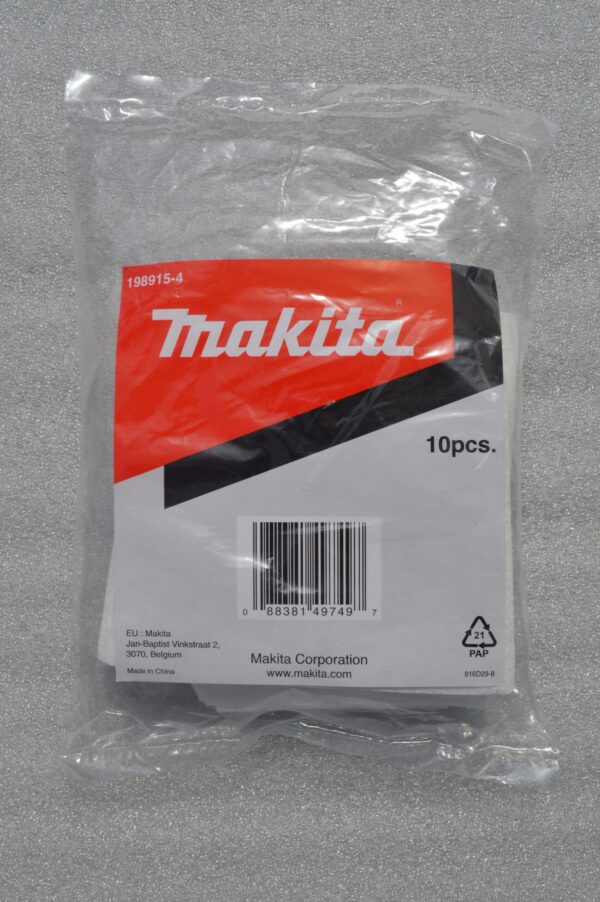 198915-4
makita
R
10pcs.
0 88381 49749 7
EU : Makita
Jan-Baptist Vinkstraat 2,
3070, Belgium
Made in China
Makita Corporation
www.makita.com
21
PAP
816D29-8